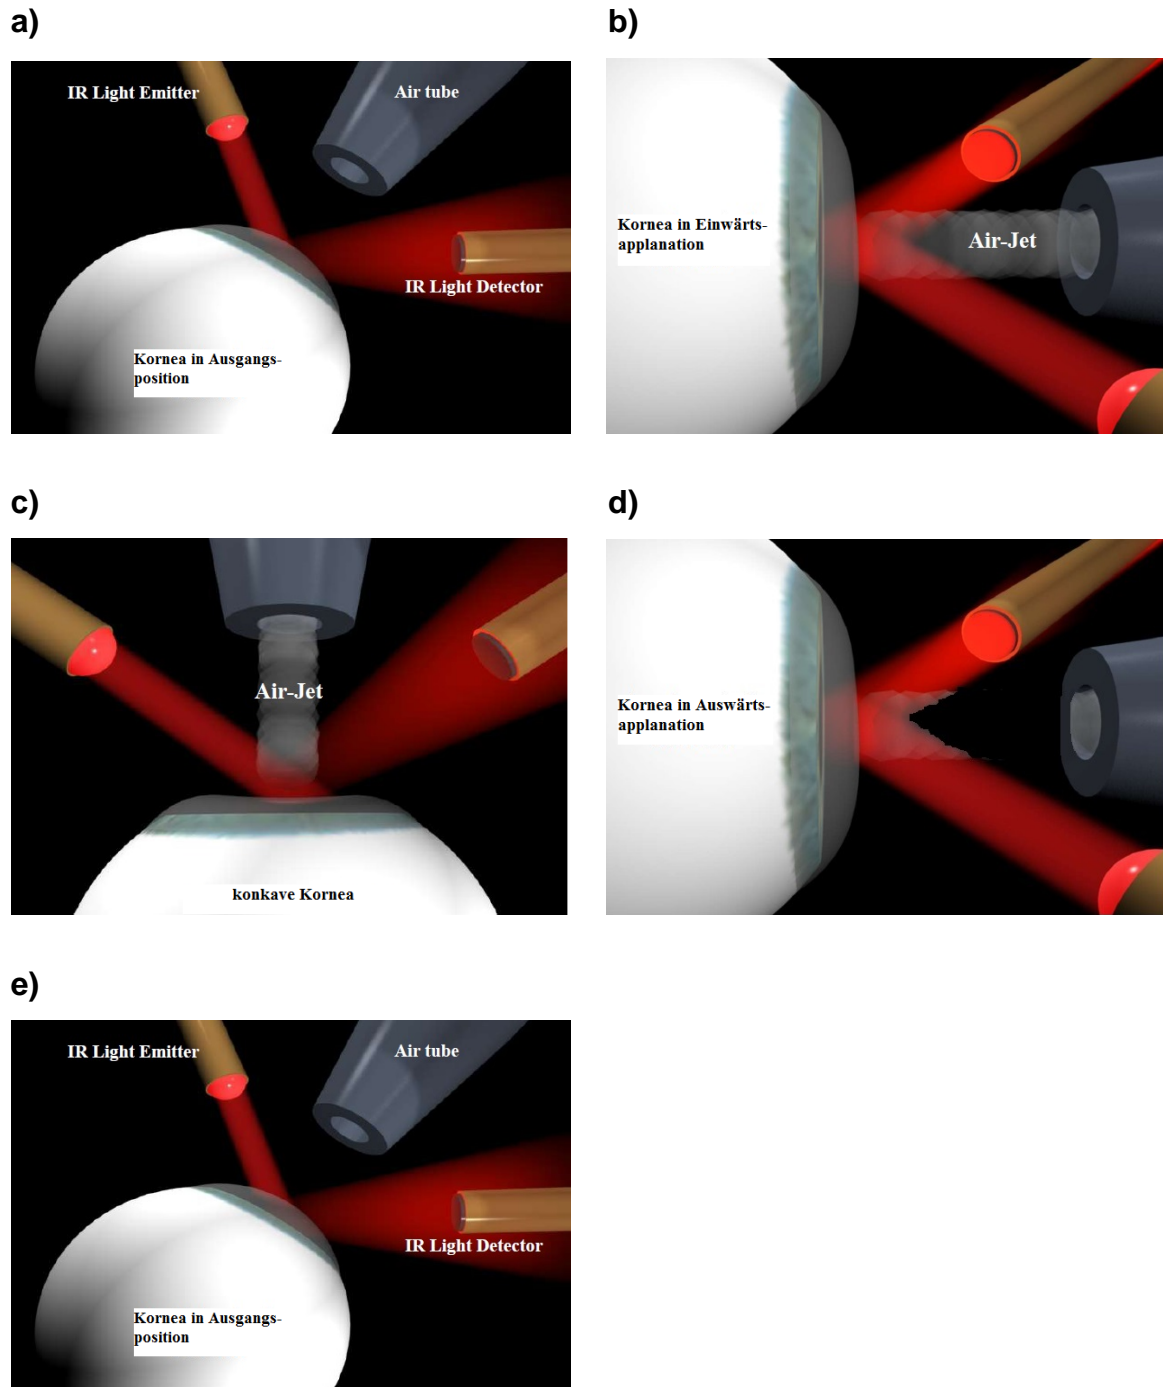 a)
IR Light Emitter
Air tube
IR Light Detector
Kornea in Ausgangs-
position
b)
Kornea in Einwärts-
applanation
Air-Jet
c)
Air-Jet
konkave Kornea
d)
Kornea in Auswärts-
applanation
e)
IR Light Emitter
Air tube
IR Light Detector
Kornea in Ausgangs-
position